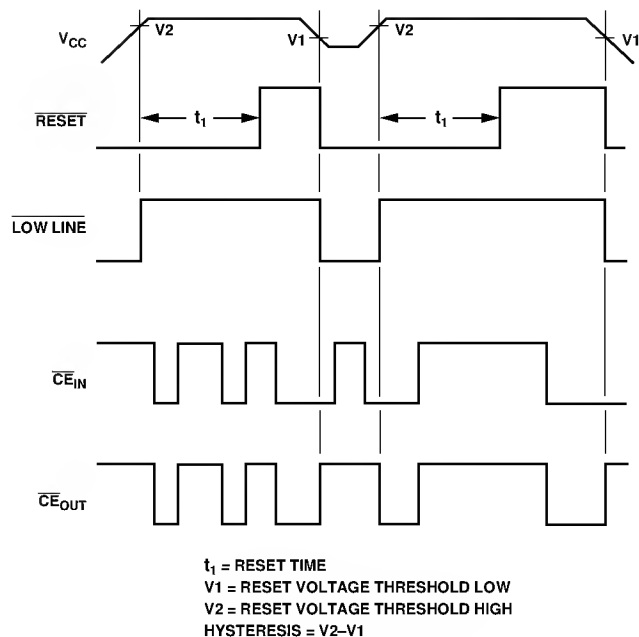 V2 V1 V2 V1
VCC
t1 t1
RESET
LOW LINE
CEIN
CEOUT
t1 = RESET TIME
V1 = RESET VOLTAGE THRESHOLD LOW
V2 = RESET VOLTAGE THRESHOLD HIGH
HYSTERESIS = V2–V1